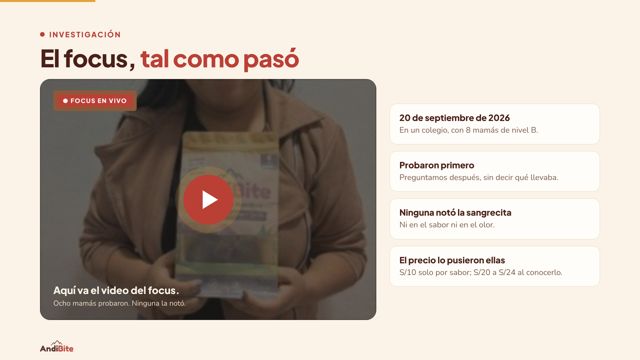 INVESTIGACIÓN
El focus, tal como pasó
FOCUS EN VIVO
Bite
Aquí va el video del focus.
Ocho mamás probaron. Ninguna la notó.
20 de septiembre de 2026
En un colegio, con 8 mamás de nivel B.
Probaron primero
Preguntamos después, sin decir qué llevaba.
Ninguna notó la sangrecita
Ni en el sabor ni en el olor.
El precio lo pusieron ellas
S/10 solo por sabor; S/20 a S/24 al conocerlo.
AndiBite